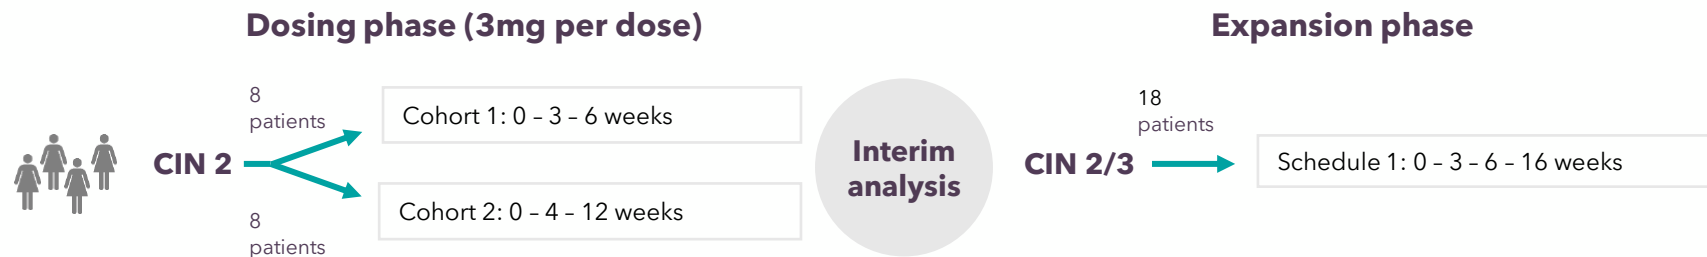 Dosing phase (3mg per dose)
Expansion phase
8
patients
Cohort 1: 0 – 3 – 6 weeks
CIN 2
8
patients
Cohort 2: 0 – 4 – 12 weeks
Interim
analysis
18
patients
CIN 2/3
Schedule 1: 0 – 3 – 6 – 16 weeks